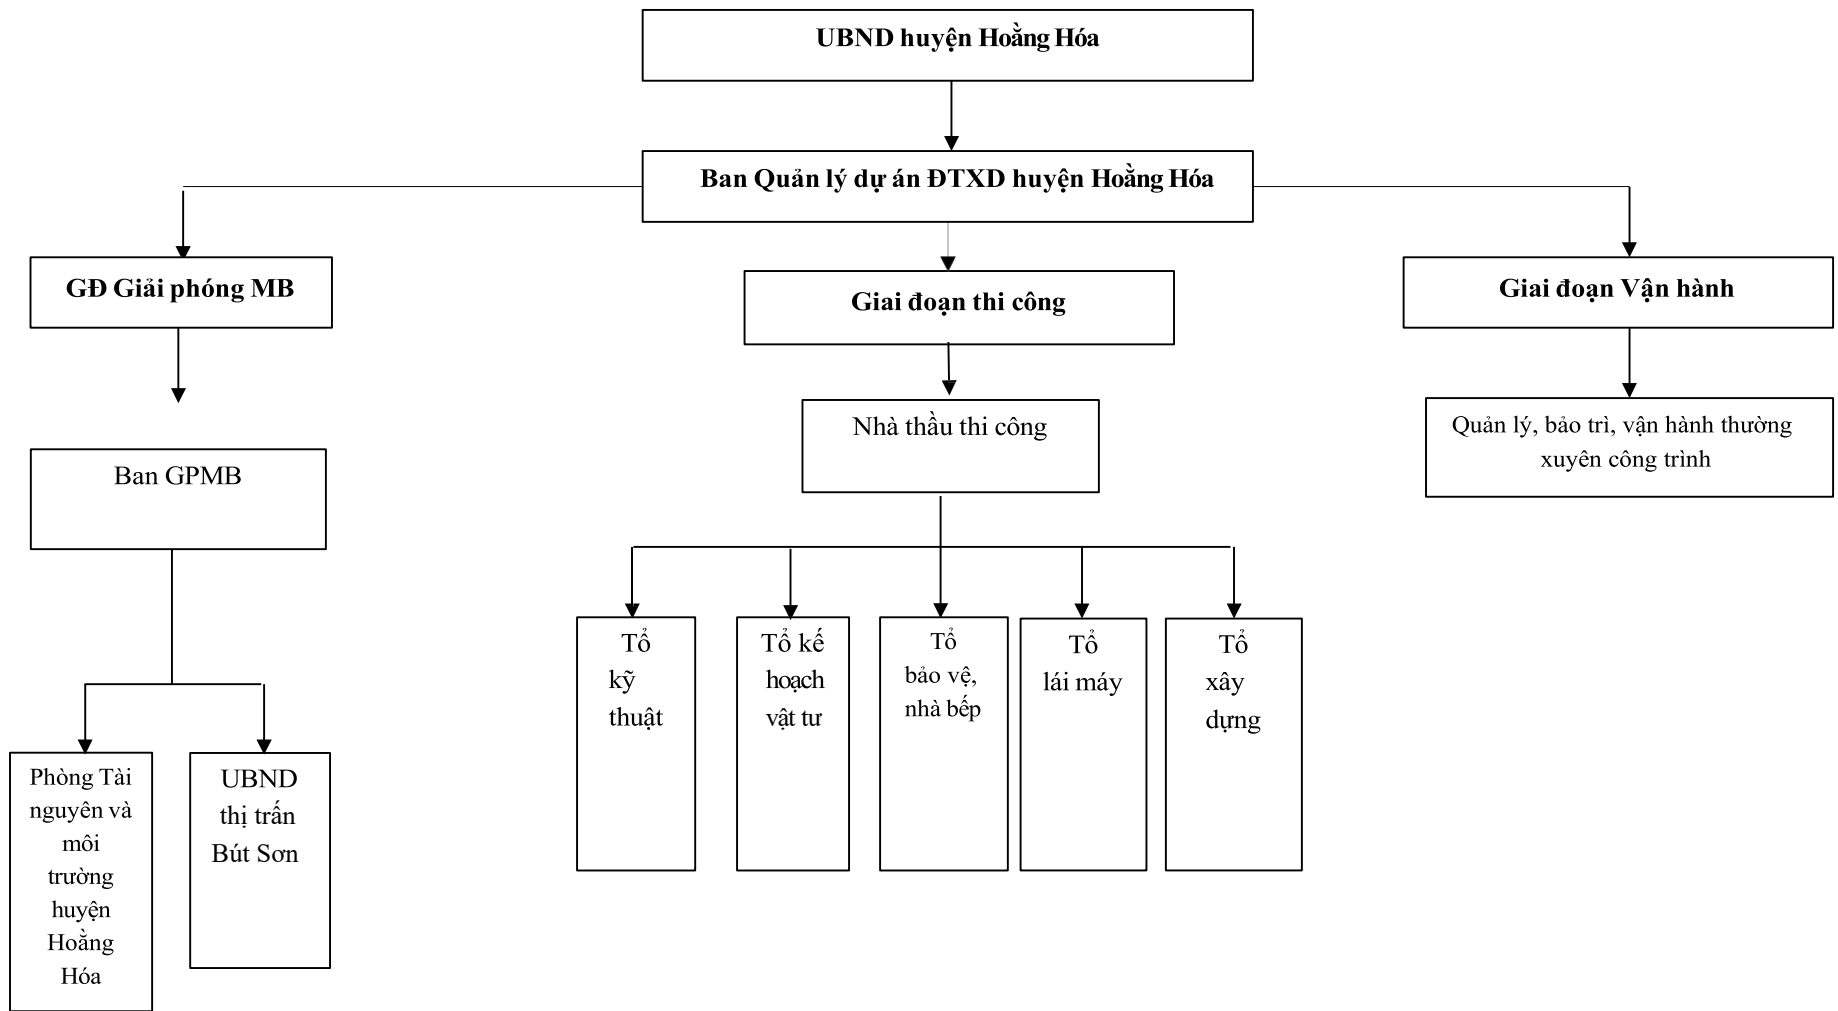 UBND huyện Hoằng Hóa
Ban Quản lý dự án ĐTXD huyện Hoằng Hóa
GĐ Giải phóng MB
Giai đoạn thi công
Giai đoạn Vận hành
Ban GPMB
Nhà thầu thi công
Quản lý, bảo trì, vận hành thường
xuyên công trình
Tổ
kỹ
thuật
Tổ kế
hoạch
vật tư
Tổ
bảo vệ,
nhà bếp
Tổ
lái máy
Tổ
xây
dựng
Phòng Tài
nguyên và
môi
trường
huyện
Hoằng
Hóa
UBND
thị trấn
Bút Sơn